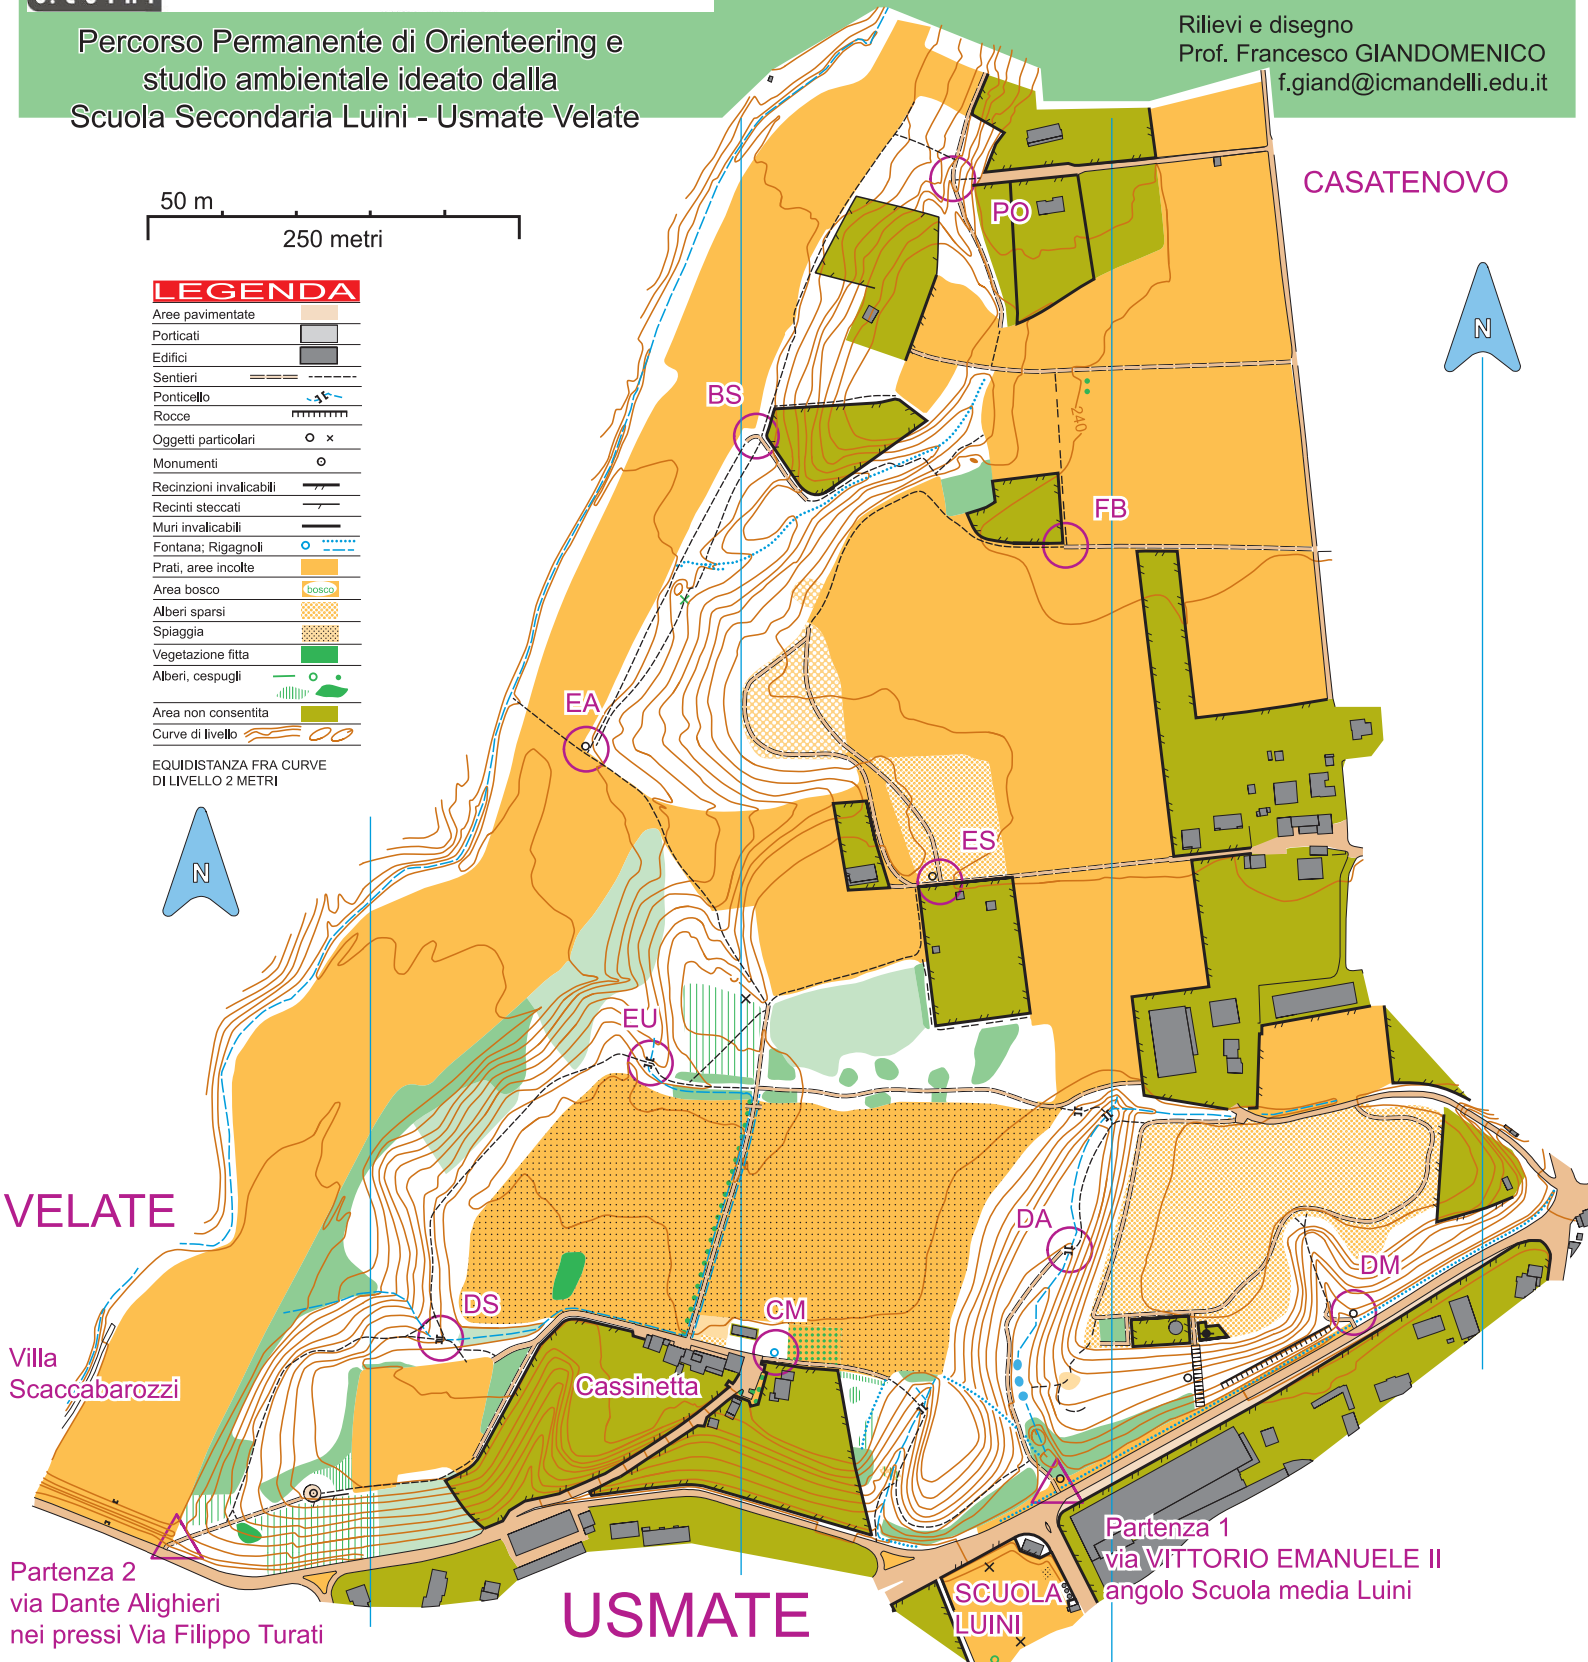 Percorso Permanente di Orienteering e
studio ambientale ideato dalla
Scuola Secondaria Luini - Usmate Velate
Rilievi e disegno
Prof. Francesco GIANDOMENICO
f.giand@icmandelli.edu.it
CASATENOVO
50 m
250 metri
LEGENDA
Aree pavimentate
Porticati
Edifici
Sentieri
Ponticello
Rocce
Oggetti particolari
Monumenti
Recinzioni invalicabili
Recinti steccati
Muri invalicabili
Fontana; Rigagnoli
Prati, aree incolte
Area bosco
bosco
Alberi sparsi
Spiaggia
Vegetazione fitta
Alberi, cespugli
Area non consentita
Curve di livello
EQUIDISTANZA FRA CURVE
DI LIVELLO 2 METRI
N
N
PO
BS
240
FB
EA
ES
EU
VELATE
DA
DM
DS
CM
Villa
Scaccabarozzi
Cassinetta
Partenza 1
via VITTORIO EMANUELE II
angolo Scuola media Luini
Partenza 2
via Dante Alighieri
nei pressi Via Filippo Turati
USMATE
SCUOLA
LUINI